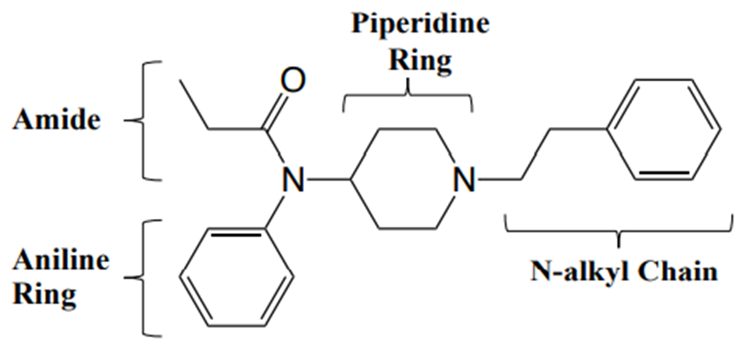 Piperidine
Ring
O
Amide
N
N
Aniline
Ring
N-alkyl Chain